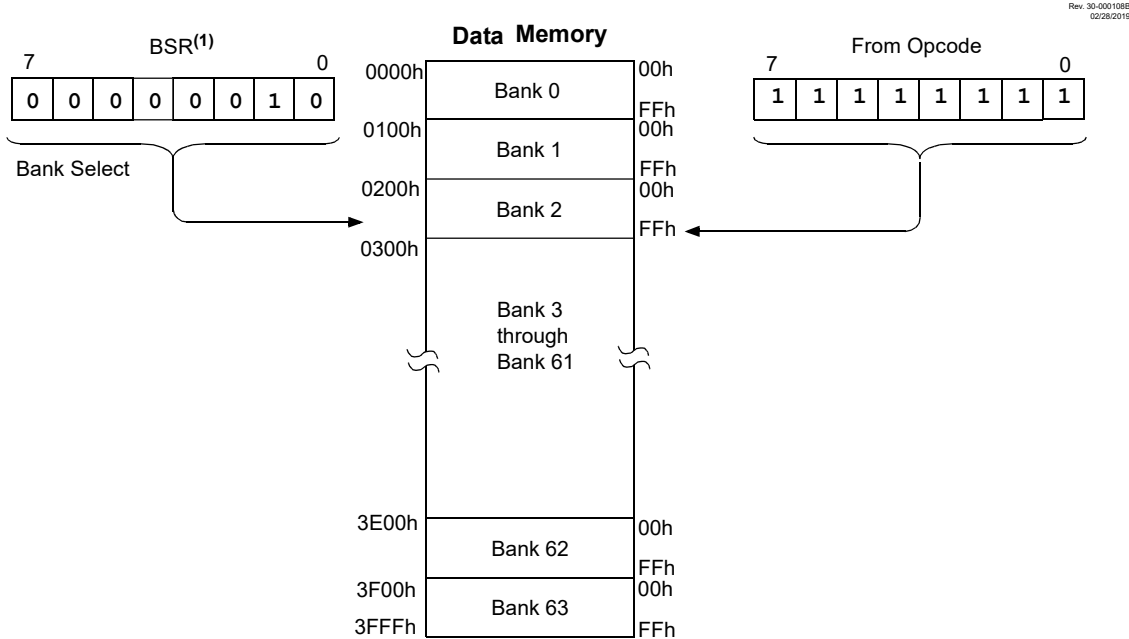 Rev. 30-000108B
02/28/2019
BSR(1)
7 0
0 0 0 0 0 0 1 0
Bank Select
Data Memory
0000h Bank 0 00h
FFh
0100h Bank 1 00h
FFh
0200h Bank 2 00h
FFh
0300h
Bank 3
through
Bank 61
3E00h Bank 62 00h
FFh
3F00h Bank 63 00h
3FFFh FFh
From Opcode
7 0
1 1 1 1 1 1 1 1